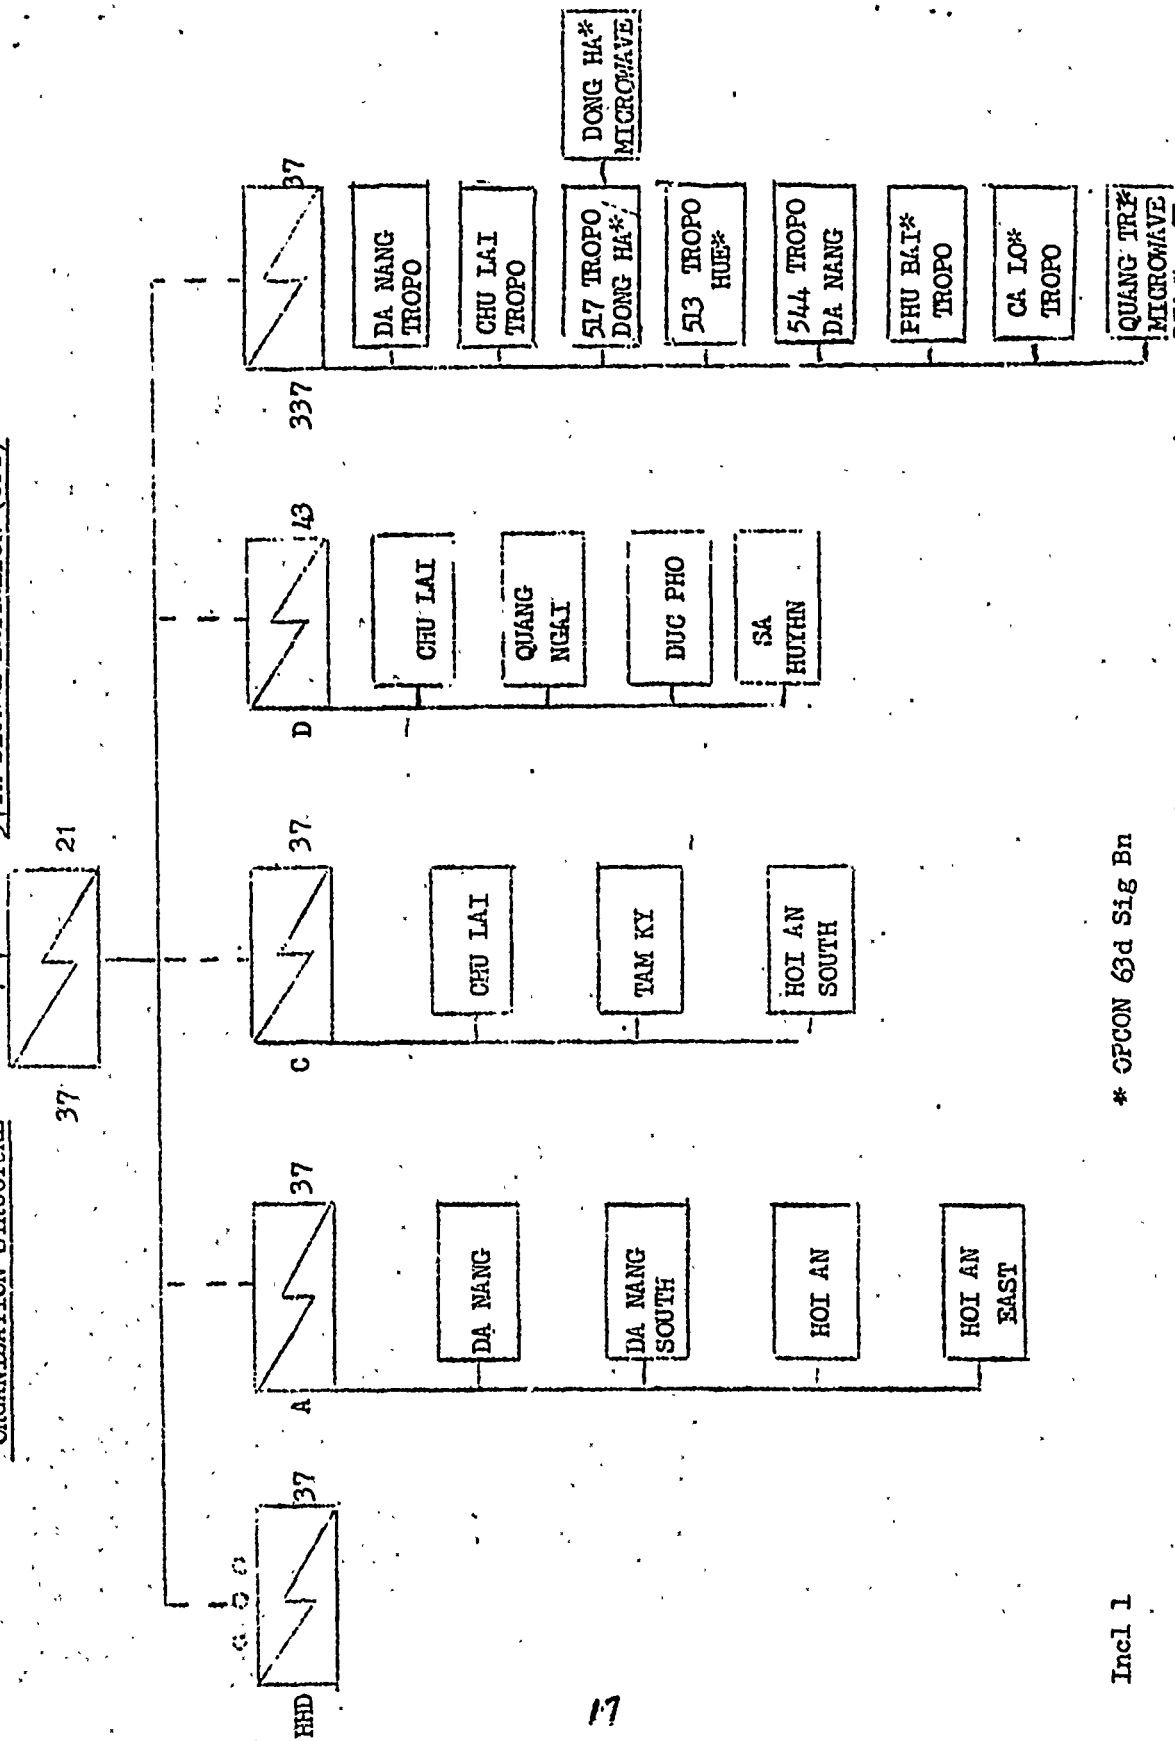 ORGANIZATION STRUCTURE
37
21
HHD
37
A
37
DA NANG
DA NANG
SOUTH
HOI AN
HOI AN
EAST
C
37
CHU LAI
TAM KY
HOI AN
SOUTH
D
43
CHU LAI
QUANG
NGAI
DUC PHO
SA
HUYHN
337
37
DA NANG
TROPO
CHU LAI
TROPO
517 TROPO
DONG HA*
DONG HA*
MICROWAVE
513 TROPO
HUE*
544 TROPO
DA NANG
PHU BAI*
TROPO
CA LO*
TROPO
QUANG TRI*
MICROWAVE
* OPCON 63d Sig Bn
Incl 1
17